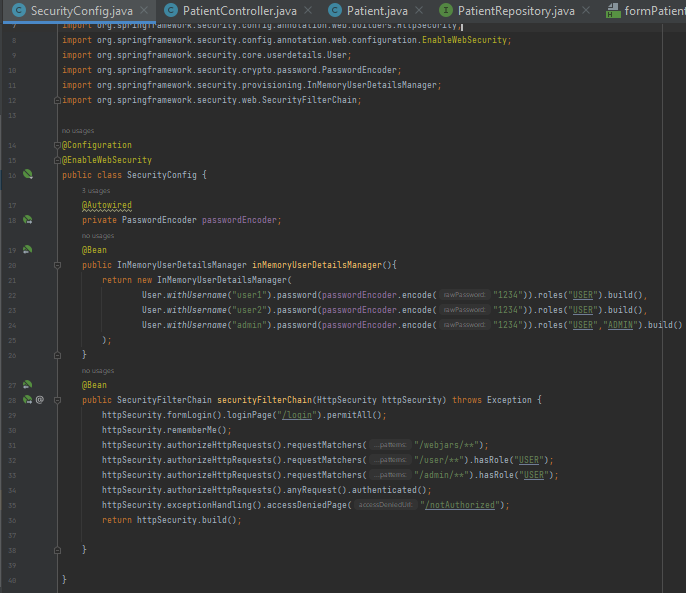 SecurityConfig.java × PatientController.java × Patient.java × PatientRepository.java × formPatient
7 import org.springframework.security.config.annotation.web.builders.HttpSecurity;
8 import org.springframework.security.config.annotation.web.configuration.EnableWebSecurity;
9 import org.springframework.security.core.userdetails.User;
10 import org.springframework.security.crypto.password.PasswordEncoder;
11 import org.springframework.security.provisioning.InMemoryUserDetailsManager;
12 import org.springframework.security.web.SecurityFilterChain;
13
no usages
14 @Configuration
15 @EnableWebSecurity
16 public class SecurityConfig {
3 usages
17 @Autowired
18 private PasswordEncoder passwordEncoder;
no usages
19 @Bean
20 public InMemoryUserDetailsManager inMemoryUserDetailsManager(){
21 return new InMemoryUserDetailsManager(
22 User.withUsername("user1").password(passwordEncoder.encode( rawPassword: "1234")).roles("USER").build(),
23 User.withUsername("user2").password(passwordEncoder.encode( rawPassword: "1234")).roles("USER").build(),
24 User.withUsername("admin").password(passwordEncoder.encode( rawPassword: "1234")).roles("USER","ADMIN").build()
25 );
26 }
no usages
27 @Bean
28 @ public SecurityFilterChain securityFilterChain(HttpSecurity httpSecurity) throws Exception {
29 httpSecurity.formLogin().loginPage("/login").permitAll();
30 httpSecurity.rememberMe();
31 httpSecurity.authorizeHttpRequests().requestMatchers( ...patterns: "/webjars/**");
32 httpSecurity.authorizeHttpRequests().requestMatchers( ...patterns: "/user/**").hasRole("USER");
33 httpSecurity.authorizeHttpRequests().requestMatchers( ...patterns: "/admin/**").hasRole("USER");
34 httpSecurity.authorizeHttpRequests().anyRequest().authenticated();
35 httpSecurity.exceptionHandling().accessDeniedPage( accessDeniedUrl: "/notAuthorized");
36 return httpSecurity.build();
37
38 }
39
40 }